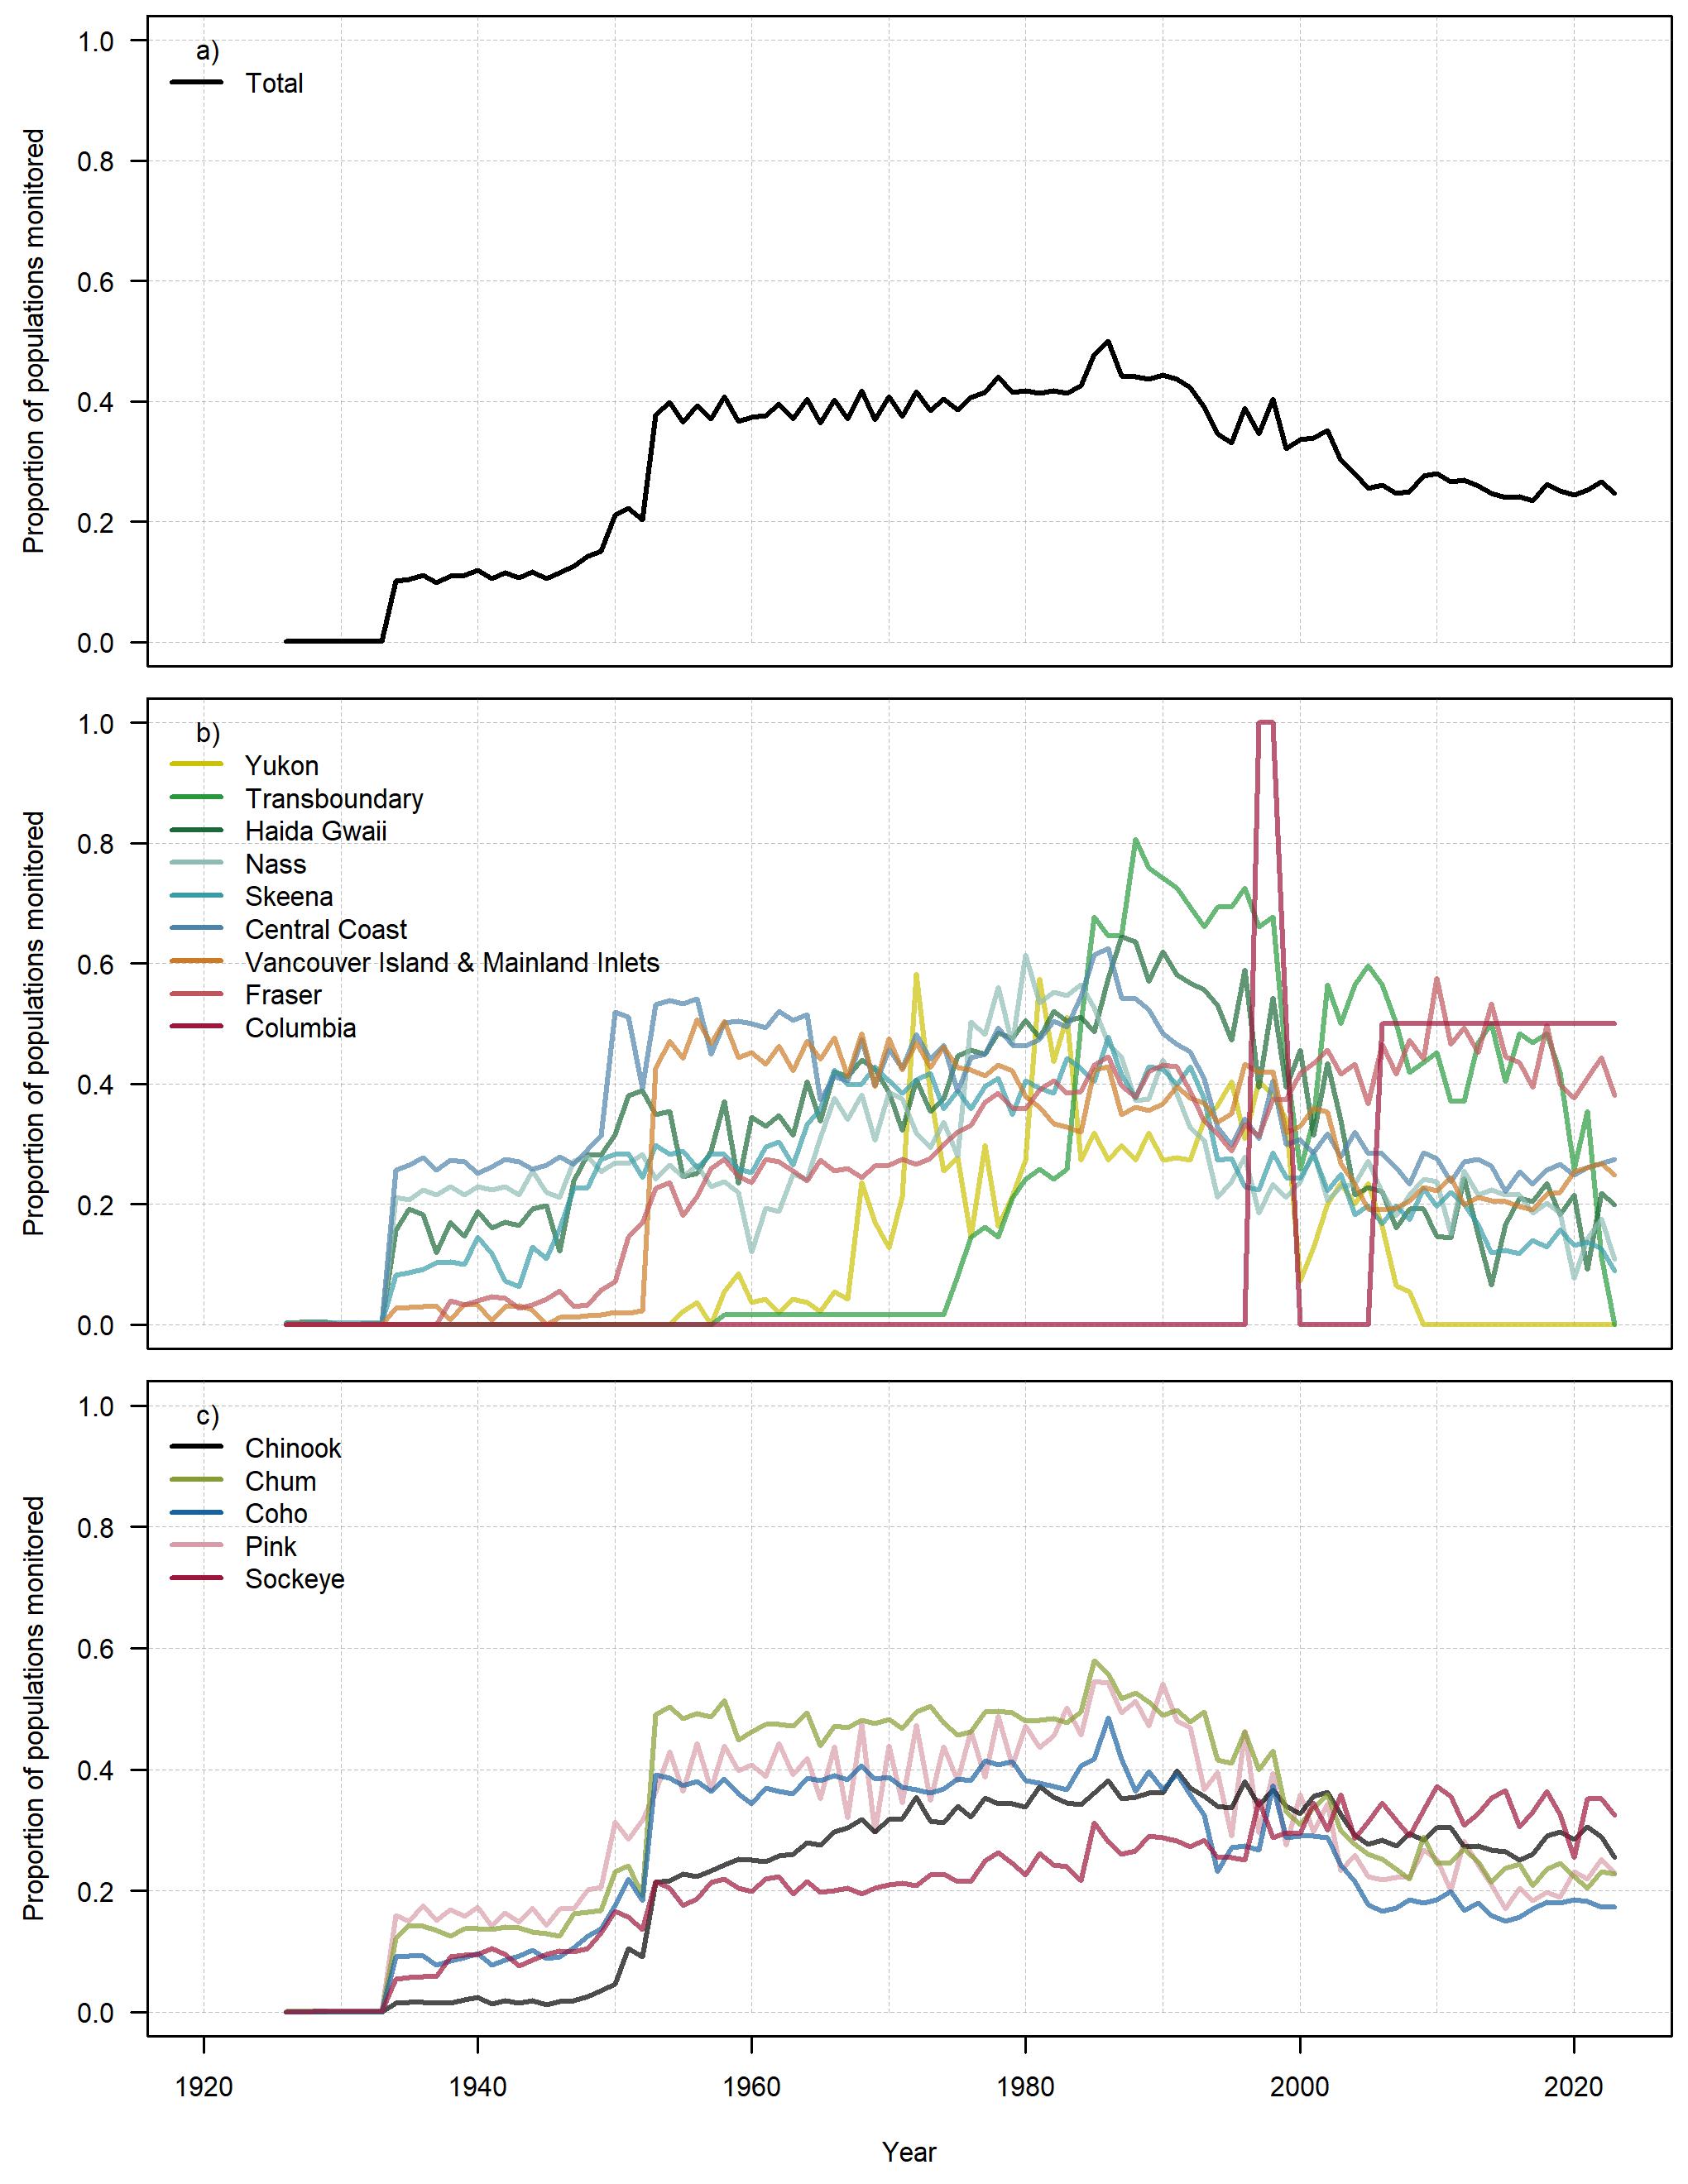 a)
Total
1.0
0.8
0.6
0.4
0.2
0.0
Proportion of populations monitored
b)
Yukon
Transboundary
Haida Gwaii
Nass
Skeena
Central Coast
Vancouver Island & Mainland Inlets
Fraser
Columbia
1.0
0.8
0.6
0.4
0.2
0.0
Proportion of populations monitored
c)
Chinook
Chum
Coho
Pink
Sockeye
1.0
0.8
0.6
0.4
0.2
0.0
Proportion of populations monitored
1920 1940 1960 1980 2000 2020
Year